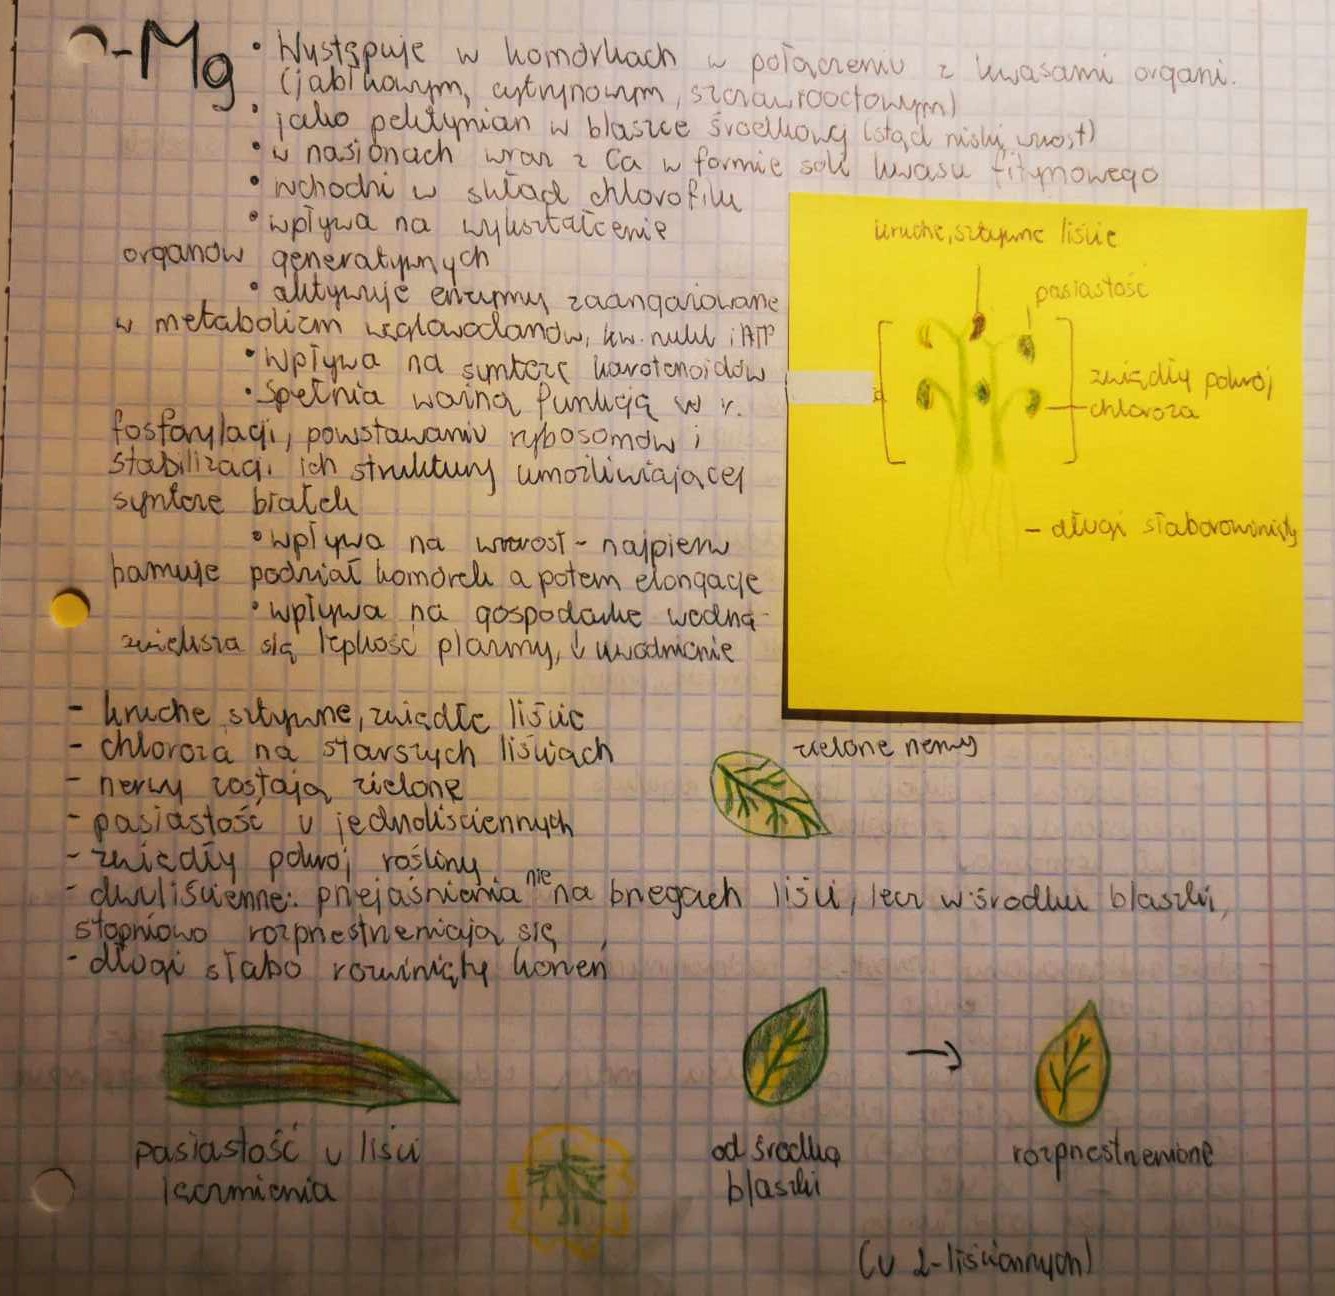 -Mg
• Występuje w komórkach w połączeniu z kwasami organi.
(jabłkowym, cytrynowym, szczawiooctowym)
• jako pektynian w blaszce środkowej (stąd niski wzrost)
• w nasionach wraz z Ca w formie soli kwasu fitynowego
• wchodzi w skład chlorofilu
• wpływa na wykształcenie
organów generatywnych
• aktywuje enzymy zaangażowane
w metabolizm węglowodanów, kw. nukl i ATP
• Wpływa na syntezę karotenoidów
• Spełnia ważną funkcją w r.
fosforylacji, powstawaniu rybosomów i
stabilizacji ich struktury umożliwiającej
syntezę białek
• wpływa na wzrost - najpierw
hamuje podział komórek a potem elongację
• wpływa na gospodarkę wodną -
zwiększa się lepkość plazmy, ↓ uwodnienie
kruche, sztywne liście
pasiastość
zwiędły pokrój
chloroza
- długi słaborozwinięty
- kruche sztywne, zwiędłe liście
- chloroza na starszych liściach
- nerwy zostają zielone
- pasiastość u jednoliściennych
- zwiędły pokrój rośliny
- dwuliścienne: przejaśnienia nie na brzegach liści, lecz w środku blaszki,
stopniowo rozprzestrzeniają się
- długi słabo rozwinięty korzeń
zielone nerwy
pasiastość u liści
jęczmienia
od środka
blaszki
→
rozprzestrzenione
(u 2-liściannych)